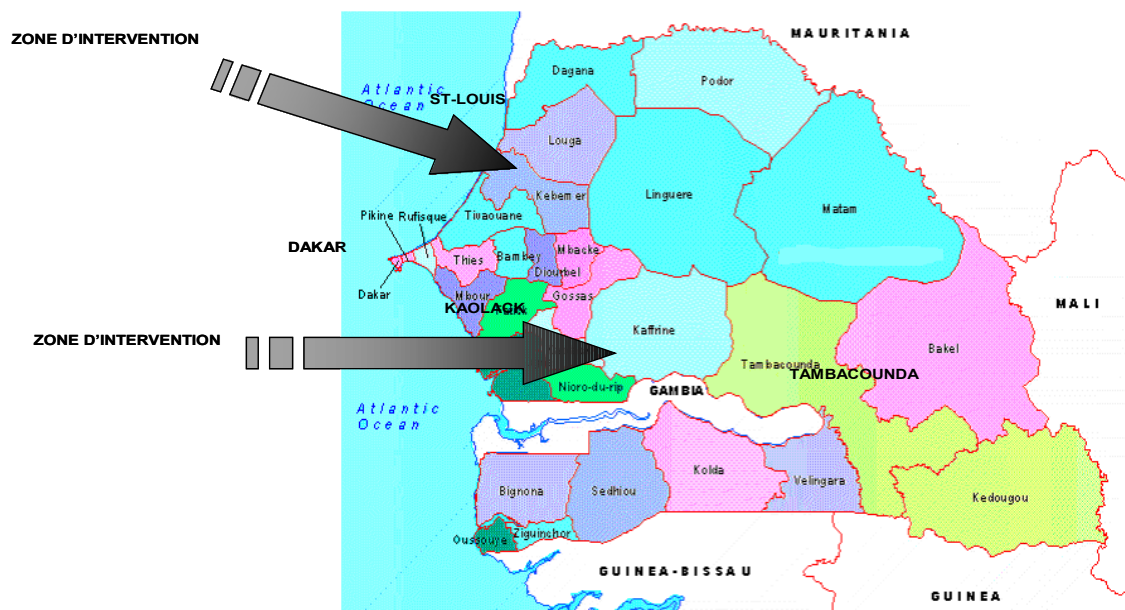 ZONE D'INTERVENTION
MAURITANIA
Dagana
Podor
Atlantic
Ocean
ST-LOUIS
Louga
Kebemer
Linguere
Matam
Pikine
Rufisque
Tivaouane
DAKAR
Thies
Bambey
Mbacke
Diourbel
Dakar
Mbour
Gossas
KAOLACK
MALI
ZONE D'INTERVENTION
Kaffrine
Bakel
Tambacounda
TAMBACOUNDA
Nioro-du-rip
GAMBIA
Atlantic
Ocean
Kolda
Velingara
Bignona
Sedhiou
Kedougou
Oussouye
Ziguinchor
GUINEA-BISSAU
GUINEA